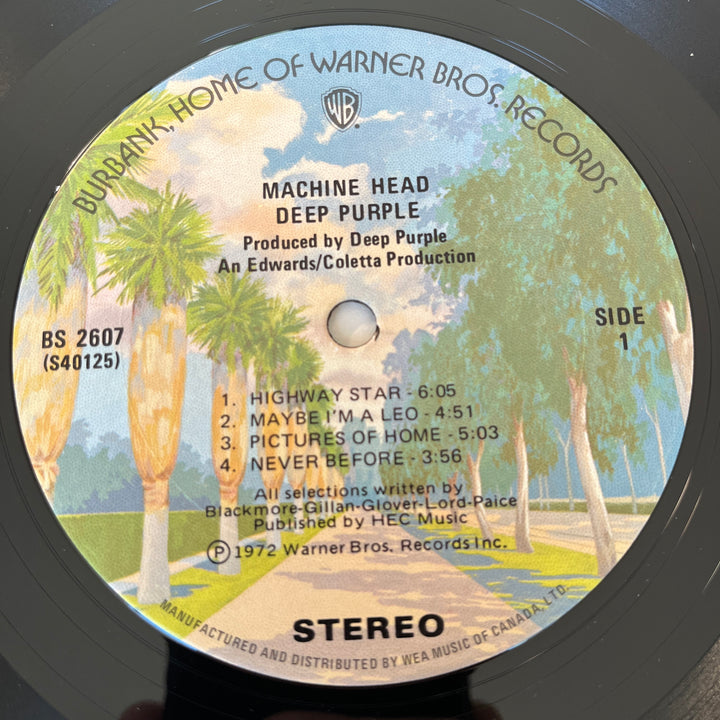 BURBANK, HOME OF WARNER BROS. RECORDS
WB
MACHINE HEAD
DEEP PURPLE
Produced by Deep Purple
An Edwards/Coletta Production
BS 2607
(S40125)
SIDE
1
1. HIGHWAY STAR - 6:05
2. MAYBE I'M A LEO - 4:51
3. PICTURES OF HOME - 5:03
4. NEVER BEFORE - 3:56
All selections written by
Blackmore-Gillan-Glover-Lord-Paice
Published by HEC Music
Ⓟ1972 Warner Bros. Records Inc.
STEREO
MANUFACTURED AND DISTRIBUTED BY WEA MUSIC OF CANADA, LTD.